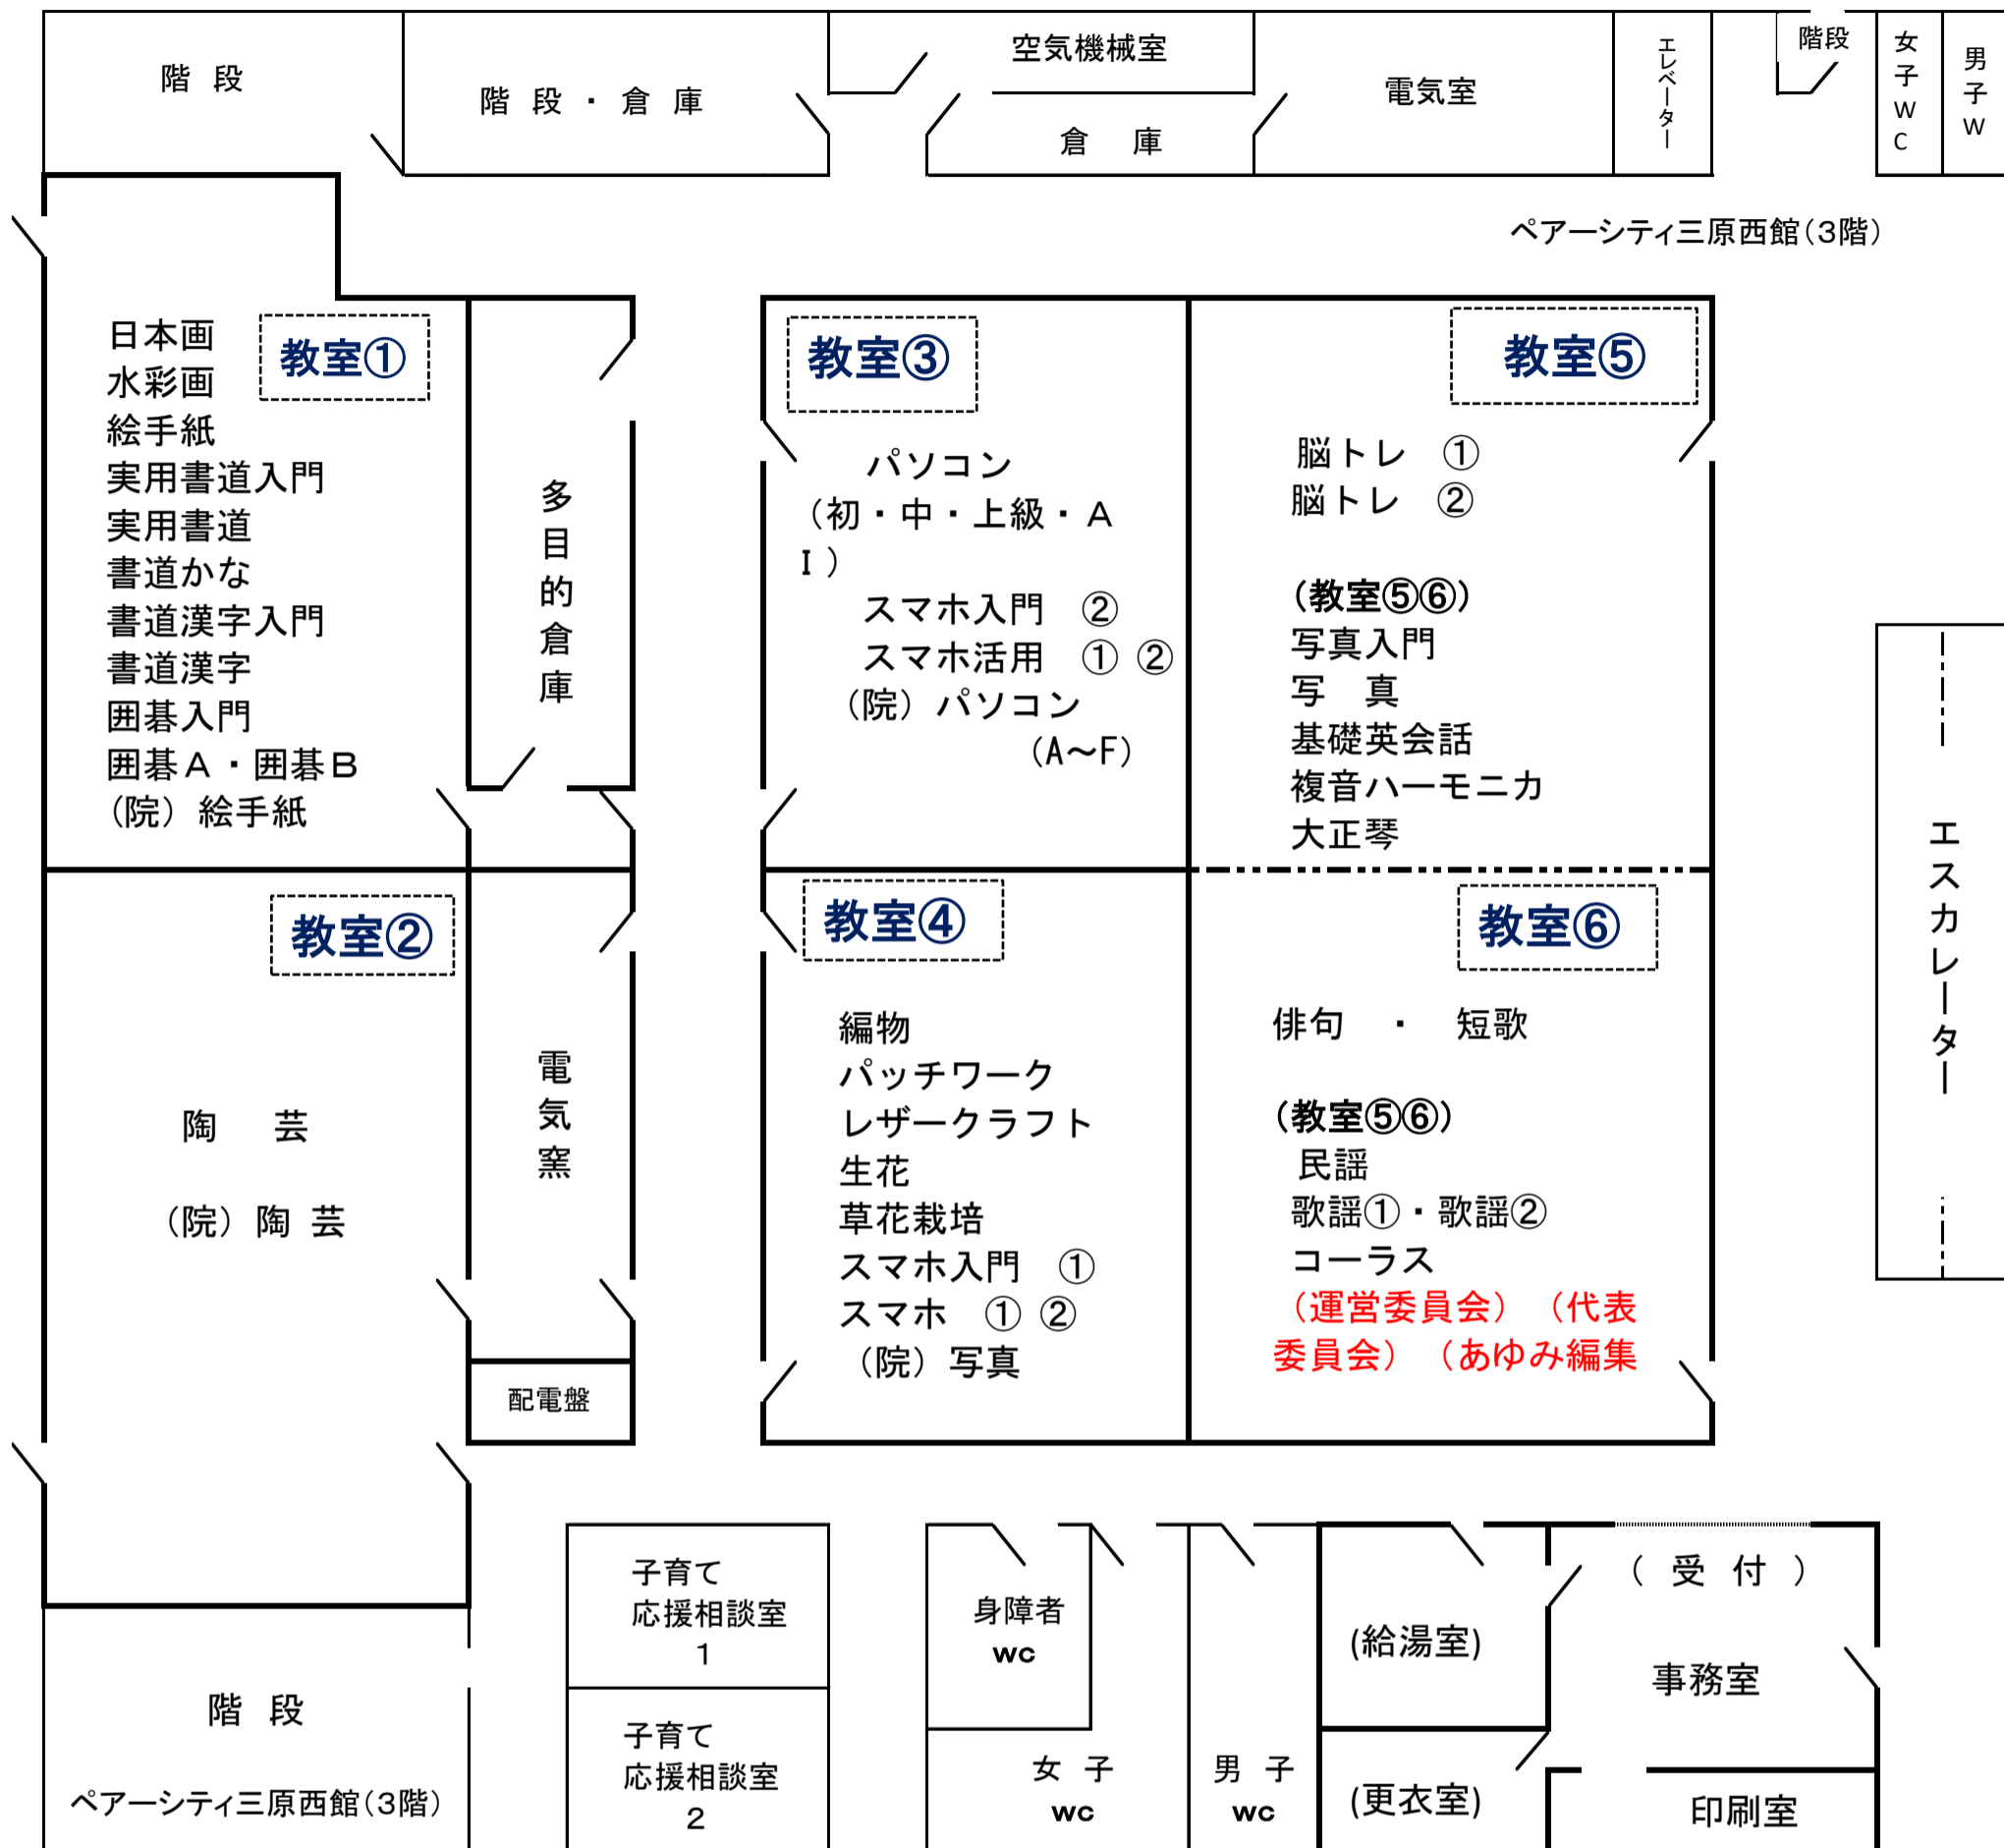 階 段
階 段 ・ 倉 庫
空気機械室
倉 庫
電気室
エレベーター
階段
女子WC
男子W
ペアーシティ三原西館（3階）
教室①
日本画
水彩画
絵手紙
実用書道入門
実用書道
書道かな
書道漢字入門
書道漢字
囲碁入門
囲碁A・囲碁B
（院）絵手紙
多目的倉庫
教室③
パソコン
（初・中・上級・A
I）
スマホ入門 ②
スマホ活用 ① ②
（院）パソコン
（A～F）
教室⑤
脳トレ ①
脳トレ ②
（教室⑤⑥）
写真入門
写 真
基礎英会話
複音ハーモニカ
大正琴
エスカレーター
教室②
陶 芸
（院）陶 芸
電気窯
配電盤
教室④
編物
パッチワーク
レザークラフト
生花
草花栽培
スマホ入門 ①
スマホ ① ②
（院）写真
教室⑥
俳句 ・ 短歌
（教室⑤⑥）
民謡
歌謡①・歌謡②
コーラス
（運営委員会）（代表
委員会）（あゆみ編集
階 段
ペアーシティ三原西館（3階）
子育て
応援相談室
1
子育て
応援相談室
2
身障者
wc
女 子
wc
男 子
wc
(給湯室)
(更衣室)
（ 受 付 ）
事務室
印刷室